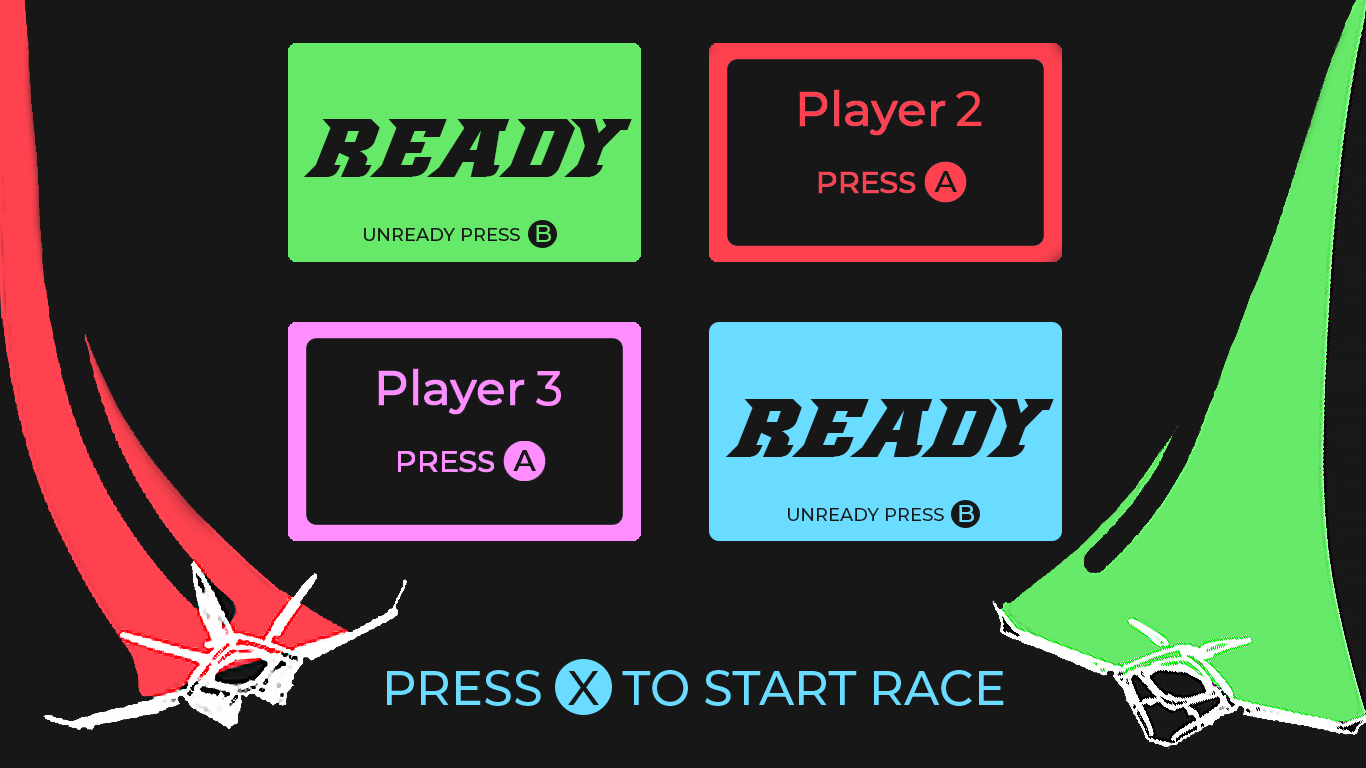 READY
UNREADY PRESS B
Player 2
PRESS A
Player 3
PRESS A
READY
UNREADY PRESS B
PRESS X TO START RACE